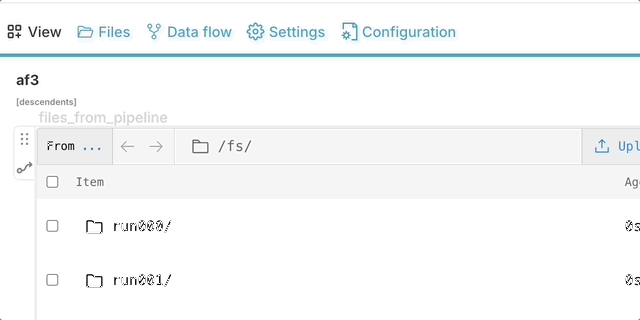 View Files Data flow Settings Configuration
af3
[descendents]
files_from_pipeline
From ... /fs/ Upl
Item Ag
run000/ 0s
run001/ 0s